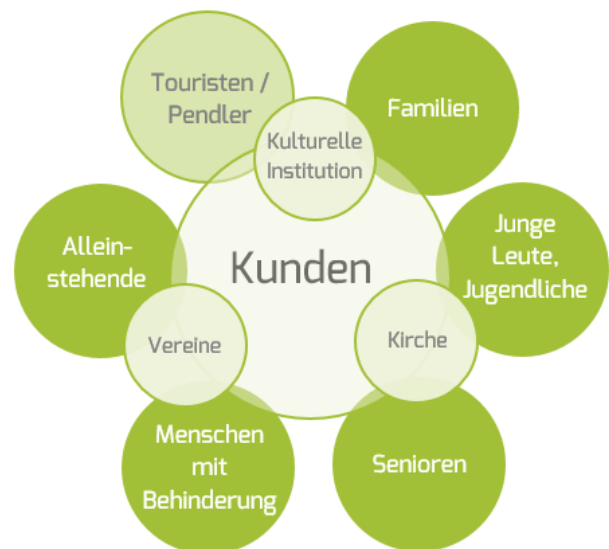 Touristen /
Pendler
Familien
Kulturelle
Institution
Junge
Leute,
Jugendliche
Allein-
stehende
Kunden
Vereine
Kirche
Menschen
mit
Behinderung
Senioren